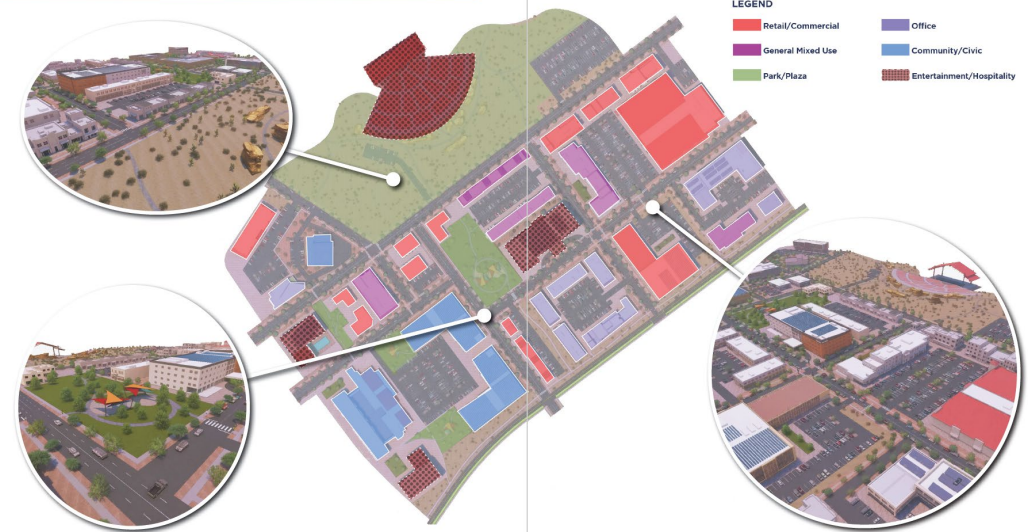 LEGEND
Retail/Commercial
Office
General Mixed Use
Community/Civic
Park/Plaza
Entertainment/Hospitality